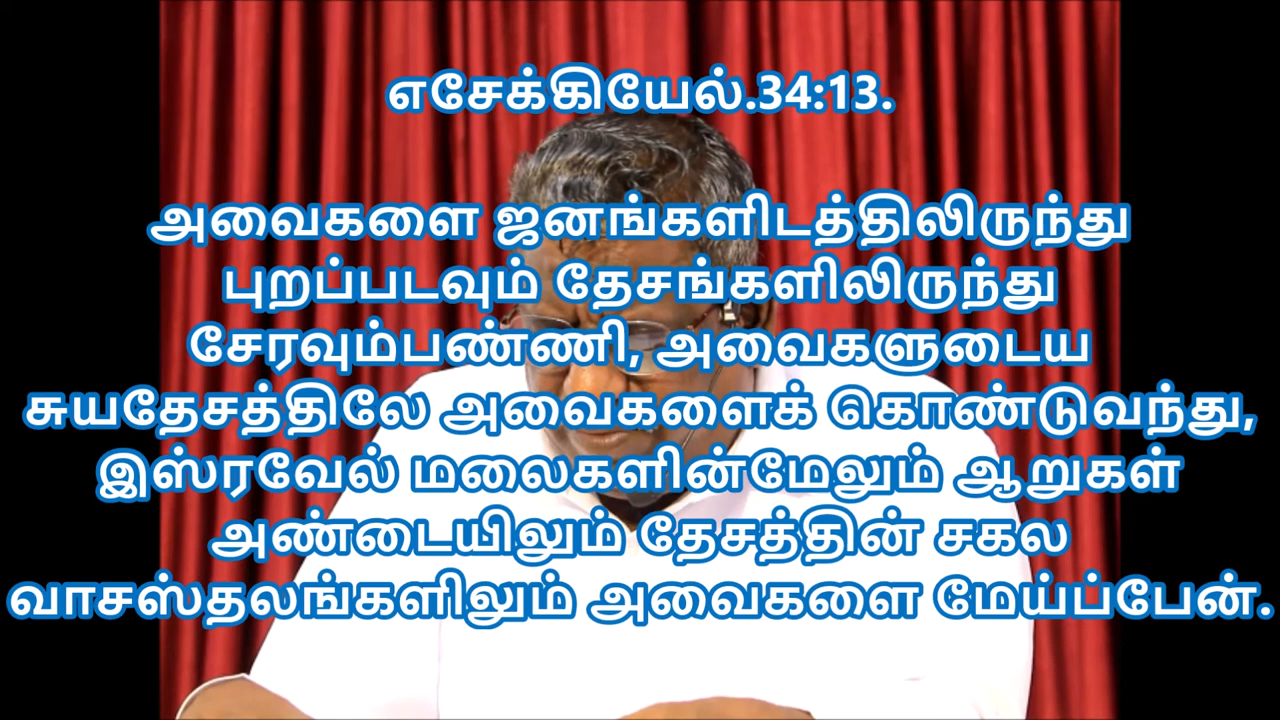 எசேக்கியேல்.34:13.
அவைகளை ஜனங்களிடத்திலிருந்து
புறப்படவும் தேசங்களிலிருந்து
சேரவும்பண்ணி, அவைகளுடைய
சுயதேசத்திலே அவைகளைக் கொண்டுவந்து,
இஸ்ரவேல் மலைகளின்மேலும் ஆறுகள்
அண்டையிலும் தேசத்தின் சகல
வாசஸ்தலங்களிலும் அவைகளை மேய்ப்பேன்.